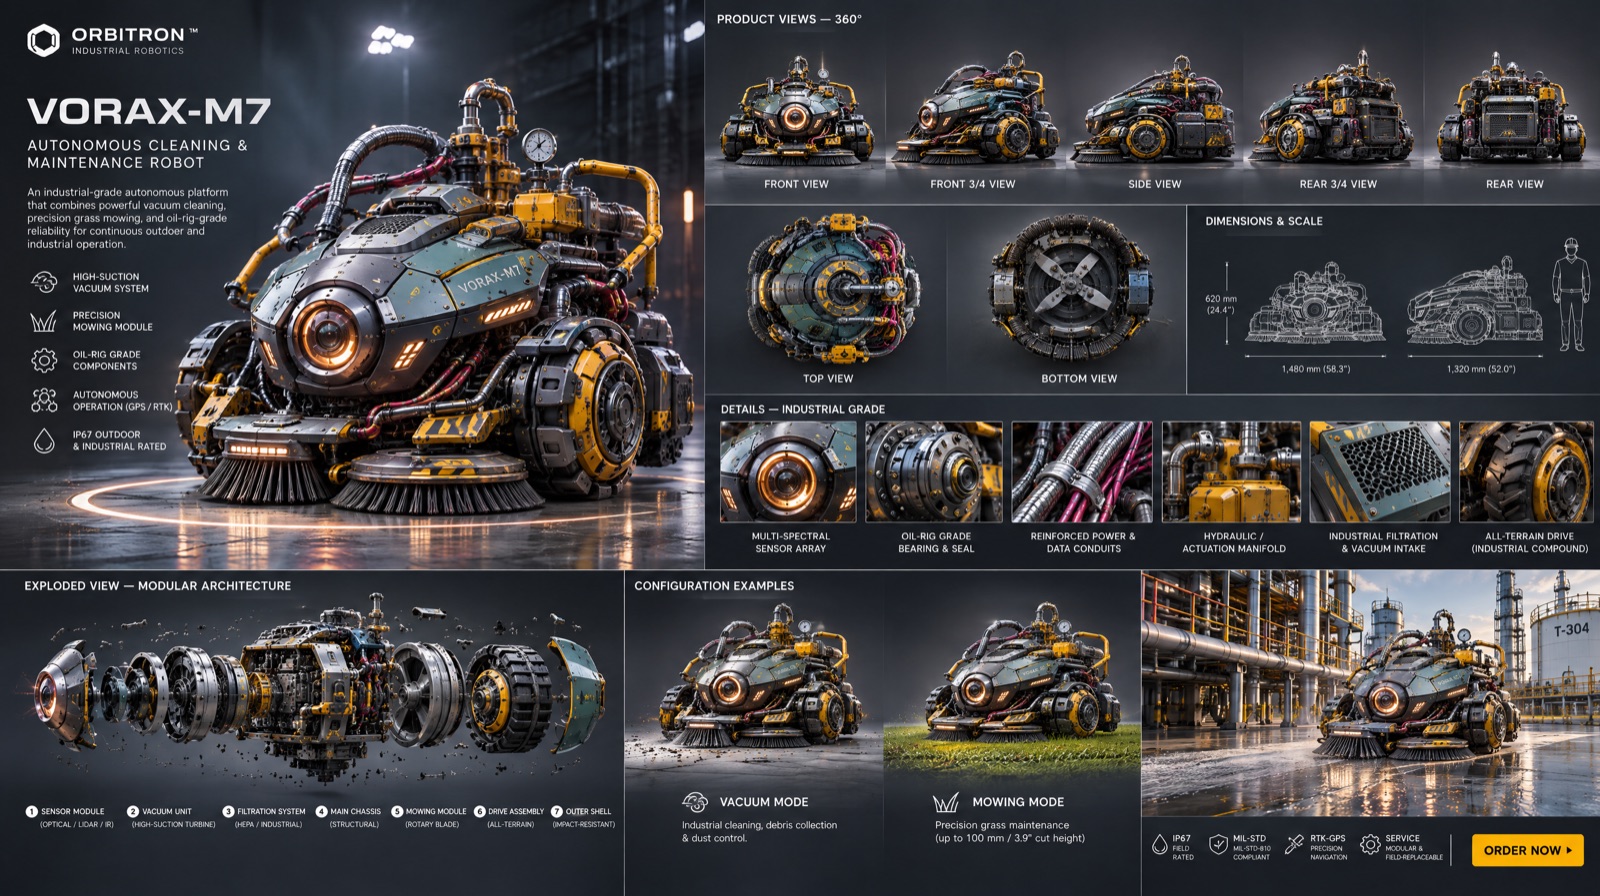 ORBITRON™
INDUSTRIAL ROBOTICS
VORAX-M7
AUTONOMOUS CLEANING &
MAINTENANCE ROBOT
An industrial-grade autonomous platform
that combines powerful vacuum cleaning,
precision grass mowing, and oil-rig-grade
reliability for continuous outdoer and
industrial operation.
HIGH-SUCTION
VACUUM SYSTEM
PRECISION
MOWING MODULE
OIL-RIG GRADE
COMPONENTS
AUTONOMOUS
OPERATION (GPS / RTK)
IP67 OUTDOOR
& INDUSTRIAL RATED
VORAX-M7
PRODUCT VIEWS — 360°
FRONT VIEW
FRONT 3/4 VIEW
SIDE VIEW
REAR 3/4 VIEW
REAR VIEW
TOP VIEW
BOTTOM VIEW
DIMENSIONS & SCALE
620 mm
(24.4")
1,480 mm (58.3")
1,320 mm (52.0")
DETAILS — INDUSTRIAL GRADE
MULTI-SPECTRAL
SENSOR ARRAY
OIL-RIG GRADE
BEARING & SEAL
REINFORCED POWER &
DATA CONDUITS
HYDRAULIC /
ACTUATION MANIFOLD
INDUSTRIAL FILTRATION
& VACUUM INTAKE
ALL-TERRAIN DRIVE
(INDUSTRIAL COMPOUND)
EXPLODED VIEW — MODULAR ARCHITECTURE
1 SENSOR MODULE
(OPTICAL / LIDAR / IR)
2 VACUUM UNIT
(HIGH-SUCTION TURBINE)
3 FILTRATION SYSTEM
(HEPA / INDUSTRIAL)
4 MAIN CHASSIS
(STRUCTURAL)
5 MOWING MODULE
(ROTARY BLADE)
6 DRIVE ASSEMBLY
(ALL-TERRAIN)
7 OUTER SHELL
(IMPACT-RESISTANT)
CONFIGURATION EXAMPLES
VACUUM MODE
Industrial cleaning, debris collection
& dust control.
MOWING MODE
Precision grass maintenance
(up to 100 mm / 3.9" cut height)
T-304
IP67
FIELD
RATED
MIL-STD
MIL-STD-810
COMPLIANT
RTK-GPS
PRECISION
NAVIGATION
SERVICE
MODULAR &
FIELD-REPLACEABLE
ORDER NOW